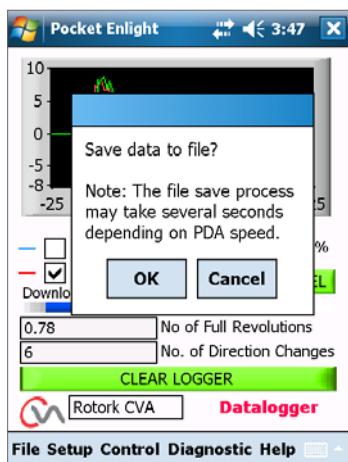 Pocket Enlight 3:47
10
5
0
-5
-8
-25
Save data to file?
Note: The file save process
may take several seconds
depending on PDA speed.
OK Cancel
5
%
Downlo
EL
0.78 No of Full Revolutions
6 No. of Direction Changes
CLEAR LOGGER
Rotork CVA Datalogger
File Setup Control Diagnostic Help